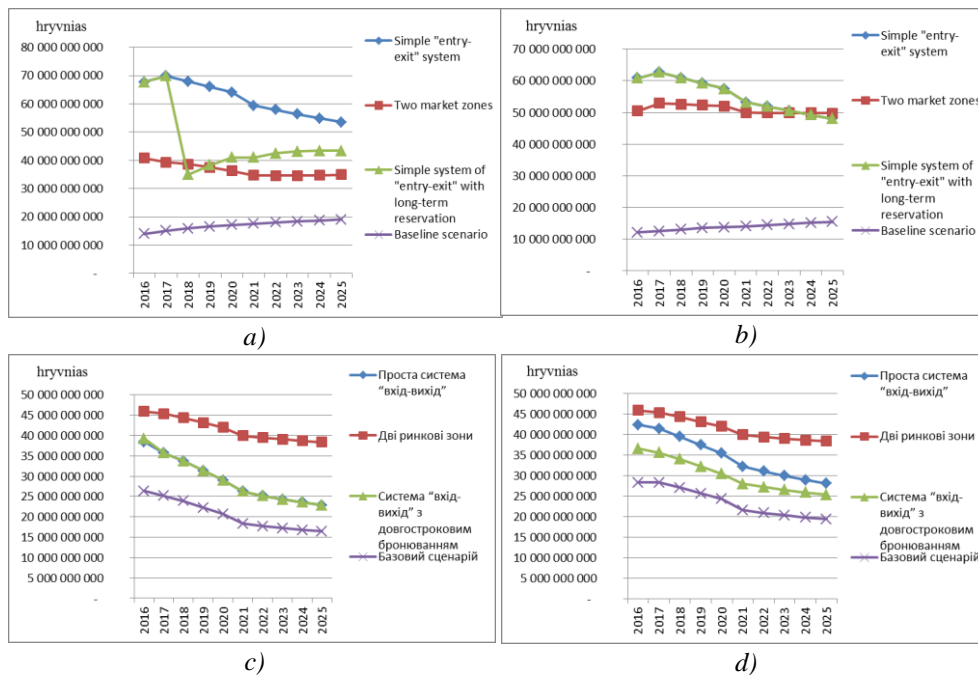 hryvnias
80 000 000 000
70 000 000 000
60 000 000 000
50 000 000 000
40 000 000 000
30 000 000 000
20 000 000 000
10 000 000 000
-
2016
2017
2018
2019
2020
2021
2022
2023
2024
2025
Simple "entry-
exit" system
Two market zones
Simple system of
"entry-exit" with
long-term
reservation
Baseline scenario
a)
hryvnias
70 000 000 000
60 000 000 000
50 000 000 000
40 000 000 000
30 000 000 000
20 000 000 000
10 000 000 000
-
2016
2017
2018
2019
2020
2021
2022
2023
2024
2025
Simple "entry-
exit" system
Two market zones
Simple system of
"entry-exit" with
long-term
reservation
Baseline scenario
b)
hryvnias
50 000 000 000
45 000 000 000
40 000 000 000
35 000 000 000
30 000 000 000
25 000 000 000
20 000 000 000
15 000 000 000
10 000 000 000
5 000 000 000
-
2016
2017
2018
2019
2020
2021
2022
2023
2024
2025
Проста система
“вхід-вихід”
Дві ринкові зони
Система “вхід-
вихід” з
довгостроковим
бронюванням
Базовий сценарій
c)
hryvnias
50 000 000 000
45 000 000 000
40 000 000 000
35 000 000 000
30 000 000 000
25 000 000 000
20 000 000 000
15 000 000 000
10 000 000 000
5 000 000 000
-
2016
2017
2018
2019
2020
2021
2022
2023
2024
2025
Проста система
“вхід-вихід”
Дві ринкові зони
Система “вхід-
вихід” з
довгостроковим
бронюванням
Базовий сценарій
d)